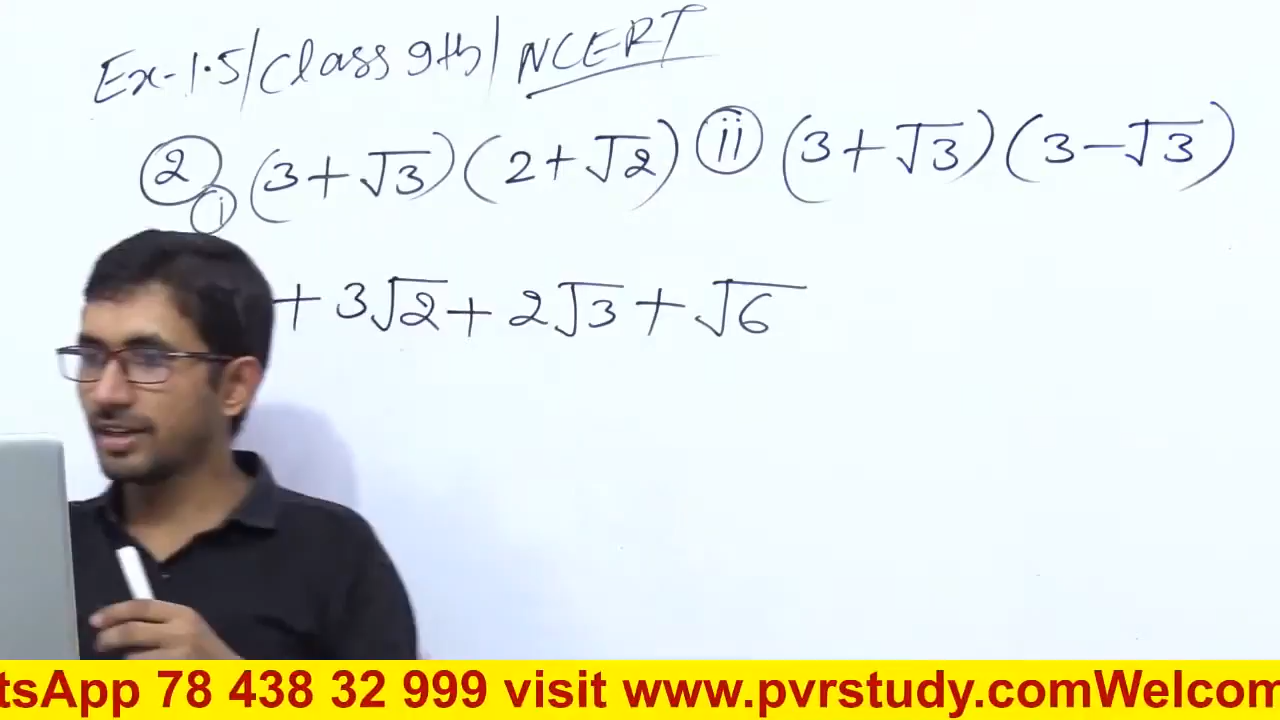 Ex-1.5/Class 9th/NCERT
② ⓘ (3+√3)(2+√2) ⓘⓘ (3+√3)(3-√3)
+ 3√2 + 2√3 + √6
tsApp 78 438 32 999 visit www.pvrstudy.comWelcom